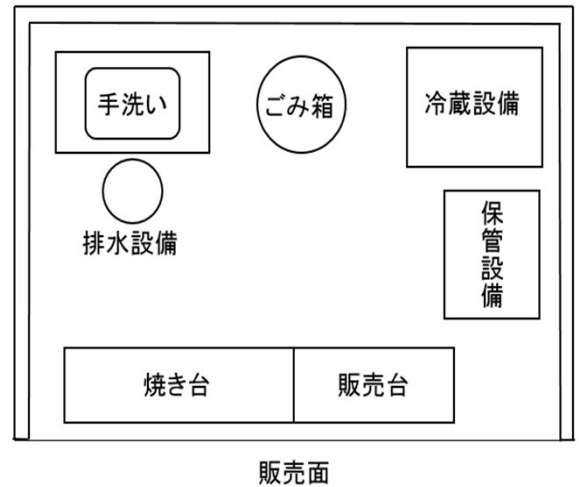 手洗い
ごみ箱
冷蔵設備
排水設備
保管設備
焼き台
販売台
販売面